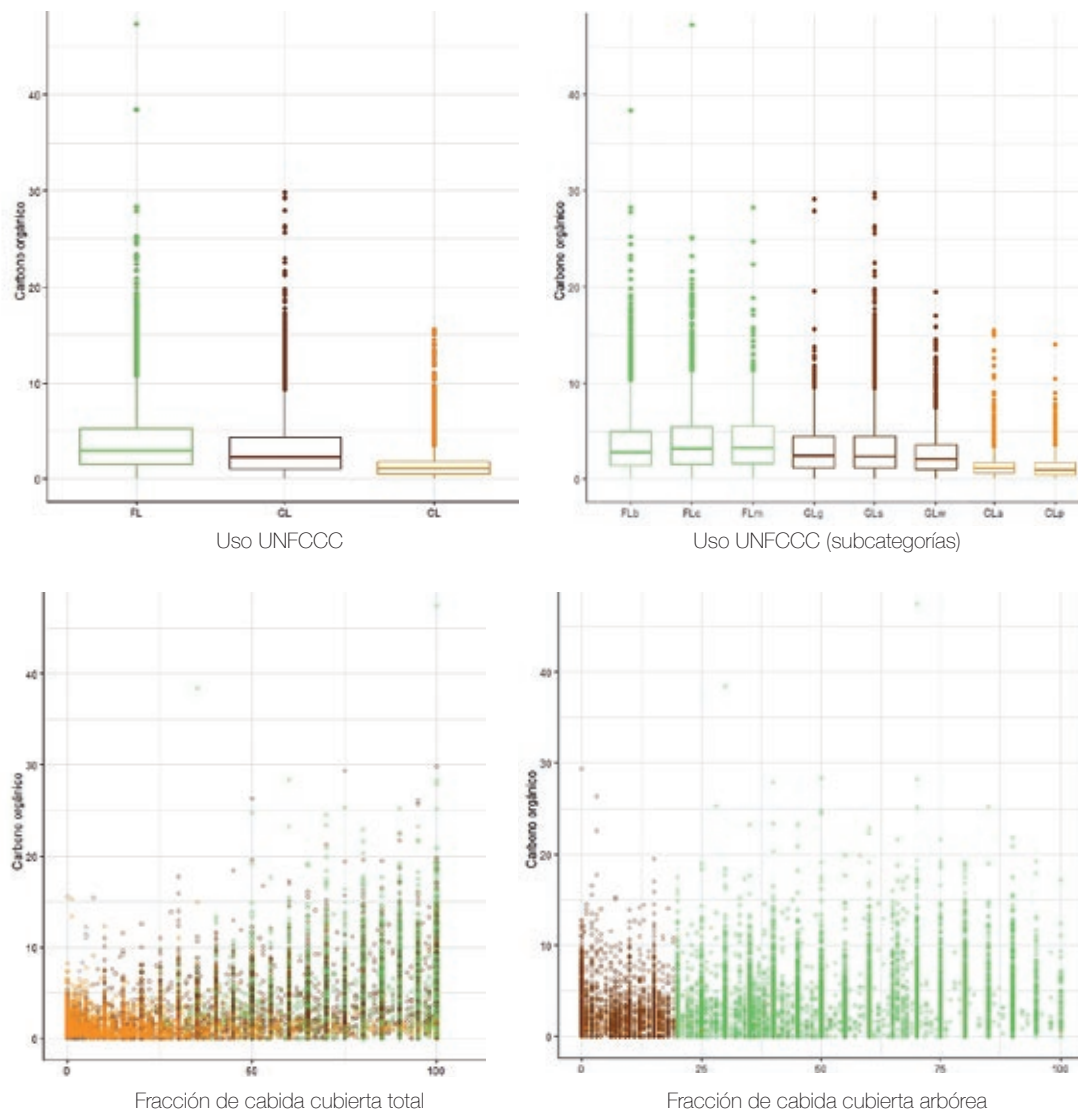 Carbono orgánico
40
30
20
10
0
FL
GL
CL
Uso UNFCCC
Carbono orgánico
40
30
20
10
0
FLb
FLc
FLm
GLg
GLs
GLw
CLa
CLp
Uso UNFCCC (subcategorías)
Carbono orgánico
40
30
20
10
0
0
50
100
Fracción de cabida cubierta total
Carbono orgánico
40
30
20
10
0
0
25
50
75
100
Fracción de cabida cubierta arbórea